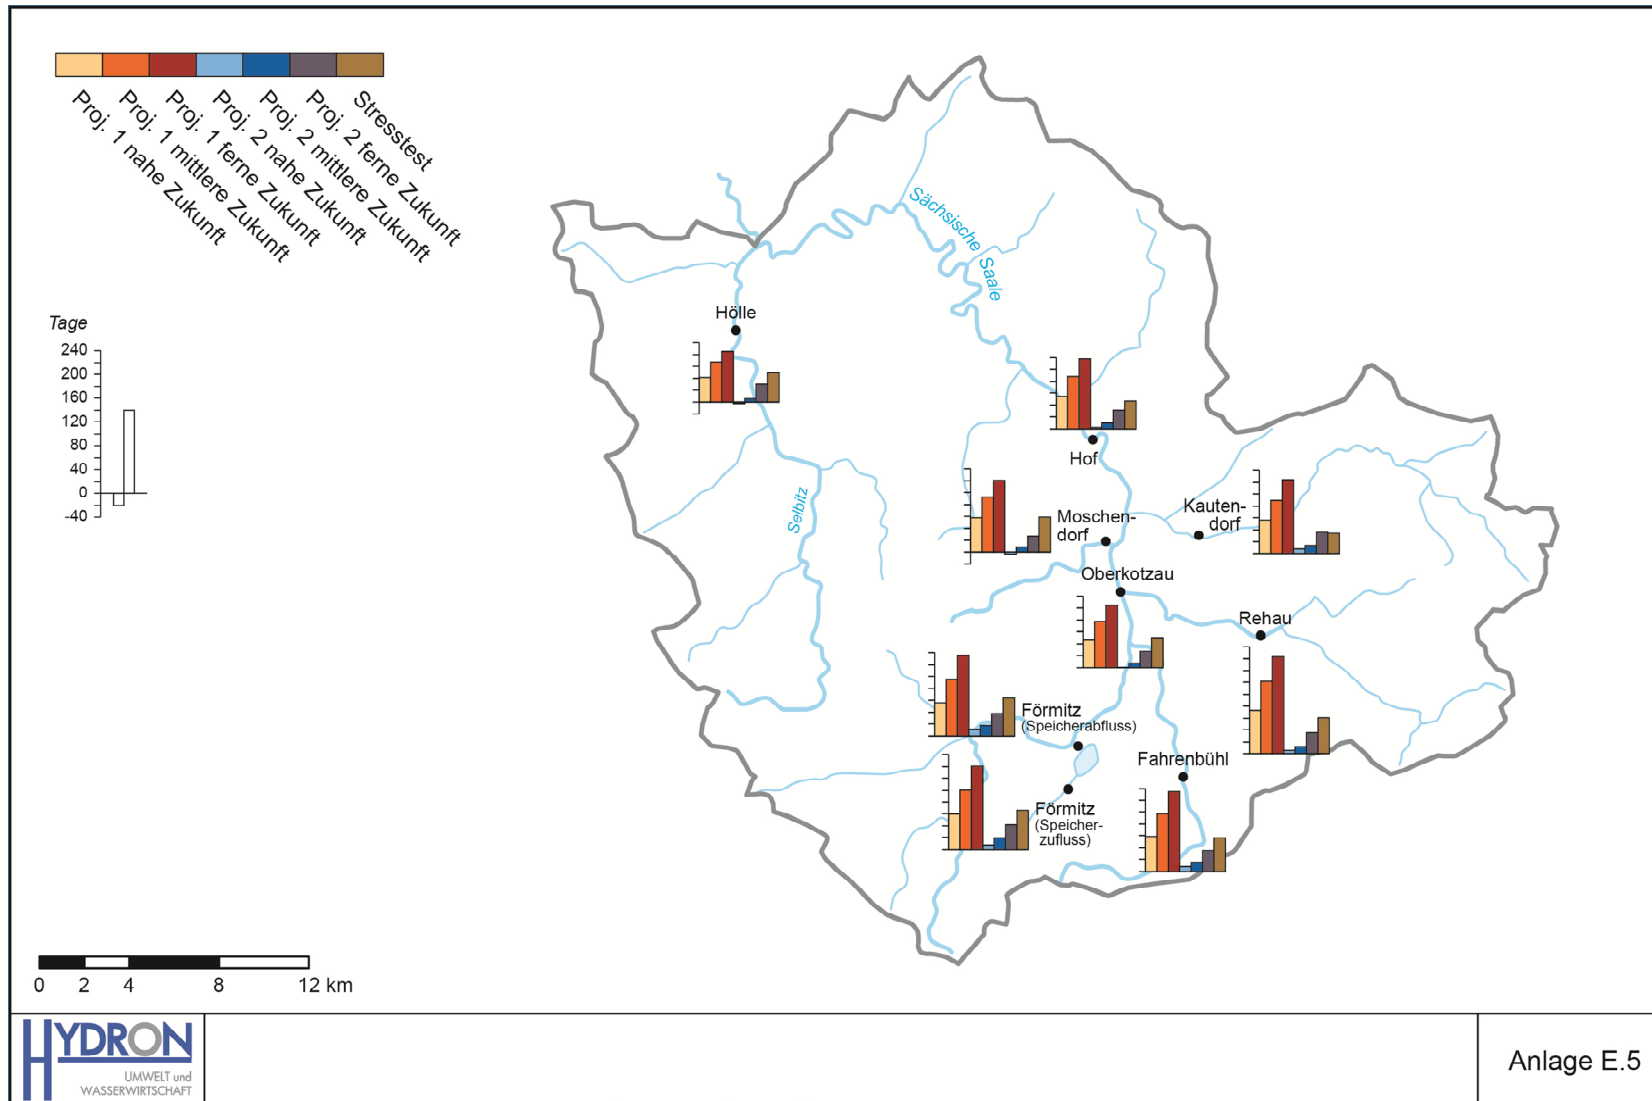 Proj. 1 nahe Zukunft
Proj. 1 mittlere Zukunft
Proj. 1 ferne Zukunft
Proj. 2 nahe Zukunft
Proj. 2 mittlere Zukunft
Proj. 2 ferne Zukunft
Stresstest
Tage
240
200
160
120
80
40
0
-40
Sächsische Saale
Hölle
Selbitz
Hof
Moschen-
dorf
Kauten-
dorf
Oberkotzau
Rehau
Förmitz
(Speicherabfluss)
Fahrenbühl
Förmitz
(Speicher-
zufluss)
0 2 4 8 12 km
HYDRON
UMWELT und
WASSERWIRTSCHAFT
Anlage E.5